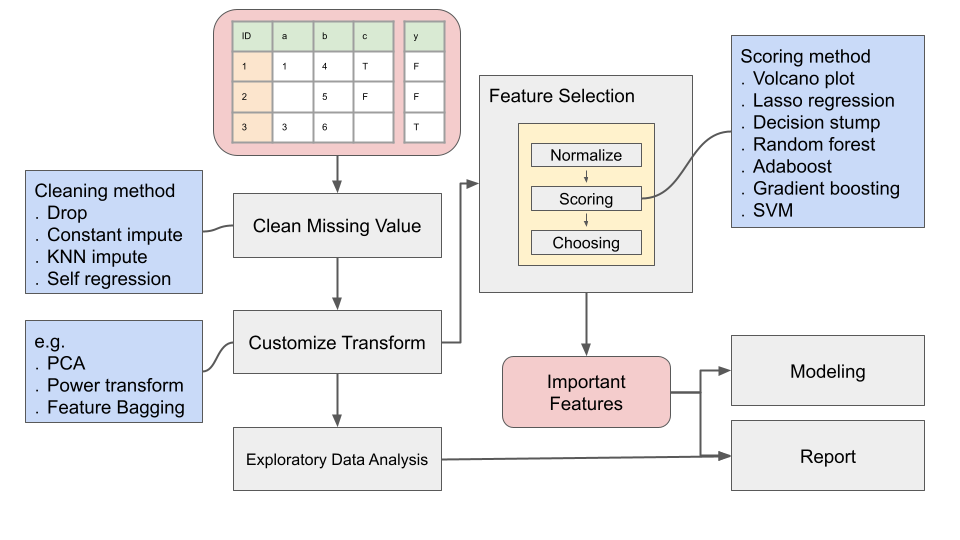 ID a b c y
1 1 4 T F
2 5 F F
3 3 6 T
Feature Selection
Normalize
Scoring
Choosing
Scoring method
. Volcano plot
. Lasso regression
. Decision stump
. Random forest
. Adaboost
. Gradient boosting
. SVM
Cleaning method
. Drop
. Constant impute
. KNN impute
. Self regression
Clean Missing Value
e.g.
. PCA
. Power transform
. Feature Bagging
Customize Transform
Important
Features
Modeling
Exploratory Data Analysis
Report